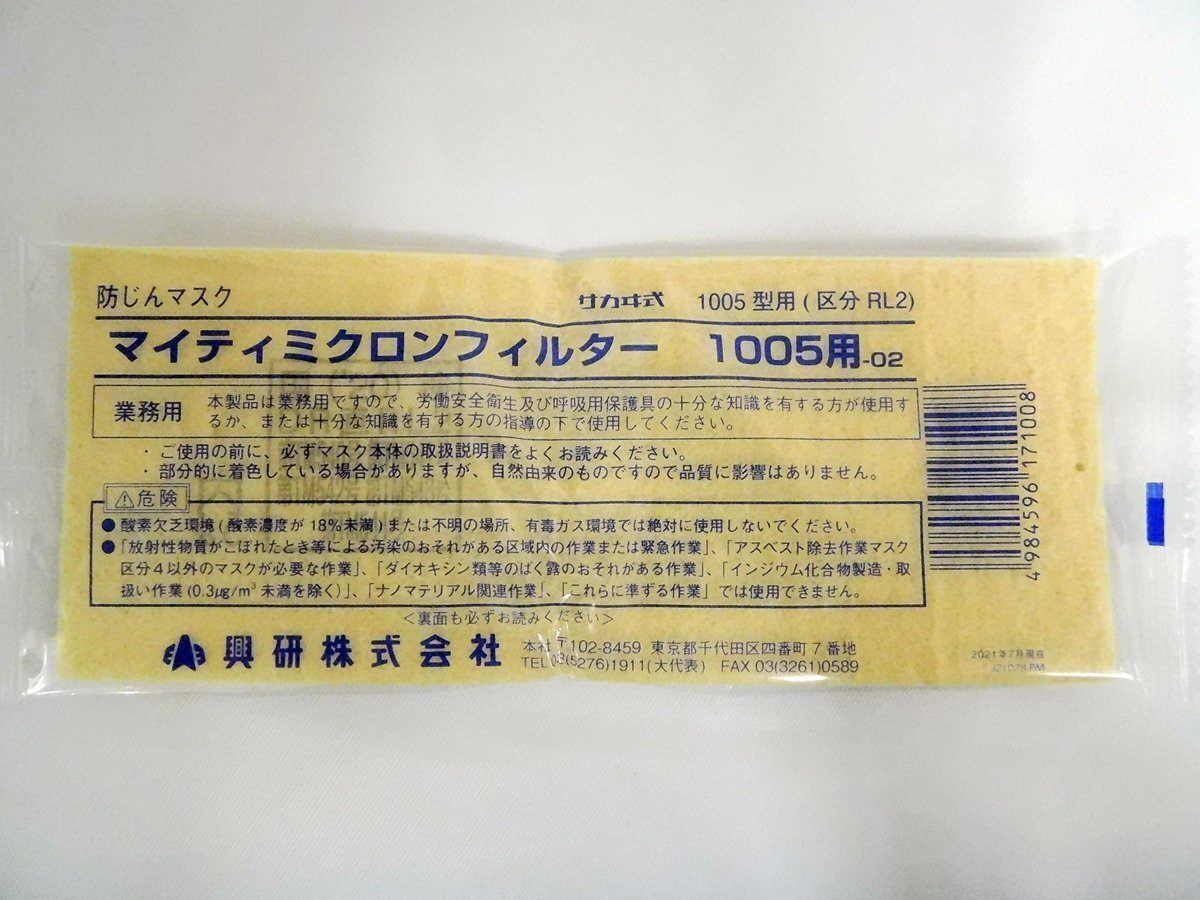 防じんマスク サカヰ式 1005型用(区分RL2)
マイティミクロンフィルター 1005用-02
業務用 本製品は業務用ですので、労働安全衛生及び呼吸用保護具の十分な知識を有する方が使用す
るか、または十分な知識を有する方の指導の下で使用してください。
・ご使用の前に、必ずマスク本体の取扱説明書をよくお読みください。
・部分的に着色している場合がありますが、自然由来のものですので品質に影響はありません。
⚠危険
●酸素欠乏環境(酸素濃度が18%未満)または不明の場所、有毒ガス環境では絶対に使用しないでください。
●「放射性物質がこぼれたとき等による汚染のおそれがある区域内の作業または緊急作業」、「アスベスト除去作業マスク
区分4以外のマスクが必要な作業」、「ダイオキシン類等のばく露のおそれがある作業」、「インジウム化合物製造・取
扱い作業(0.3μg/m³未満を除く)」、「ナノマテリアル関連作業」、「これらに準ずる作業」では使用できません。
<裏面も必ずお読みください>
興研株式会社 本社 〒102-8459 東京都千代田区四番町7番地
TEL 03(5276)1911(大代表) FAX 03(3261)0589
2021年7月現在
4984596171008